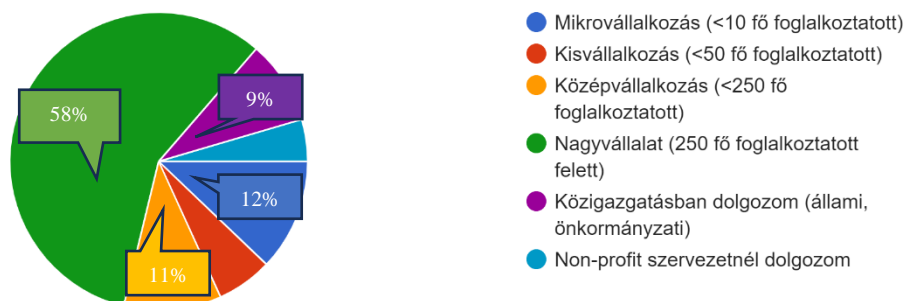 58%
9%
12%
11%
Mikrovállalkozás (<10 fő foglalkoztatott)
Kisvállalkozás (<50 fő foglalkoztatott)
Középvállalkozás (<250 fő
foglalkoztatott)
Nagyvállalat (250 fő foglalkoztatott
felett)
Közigazgatásban dolgozom (állami,
önkormányzati)
Non-profit szervezetnél dolgozom